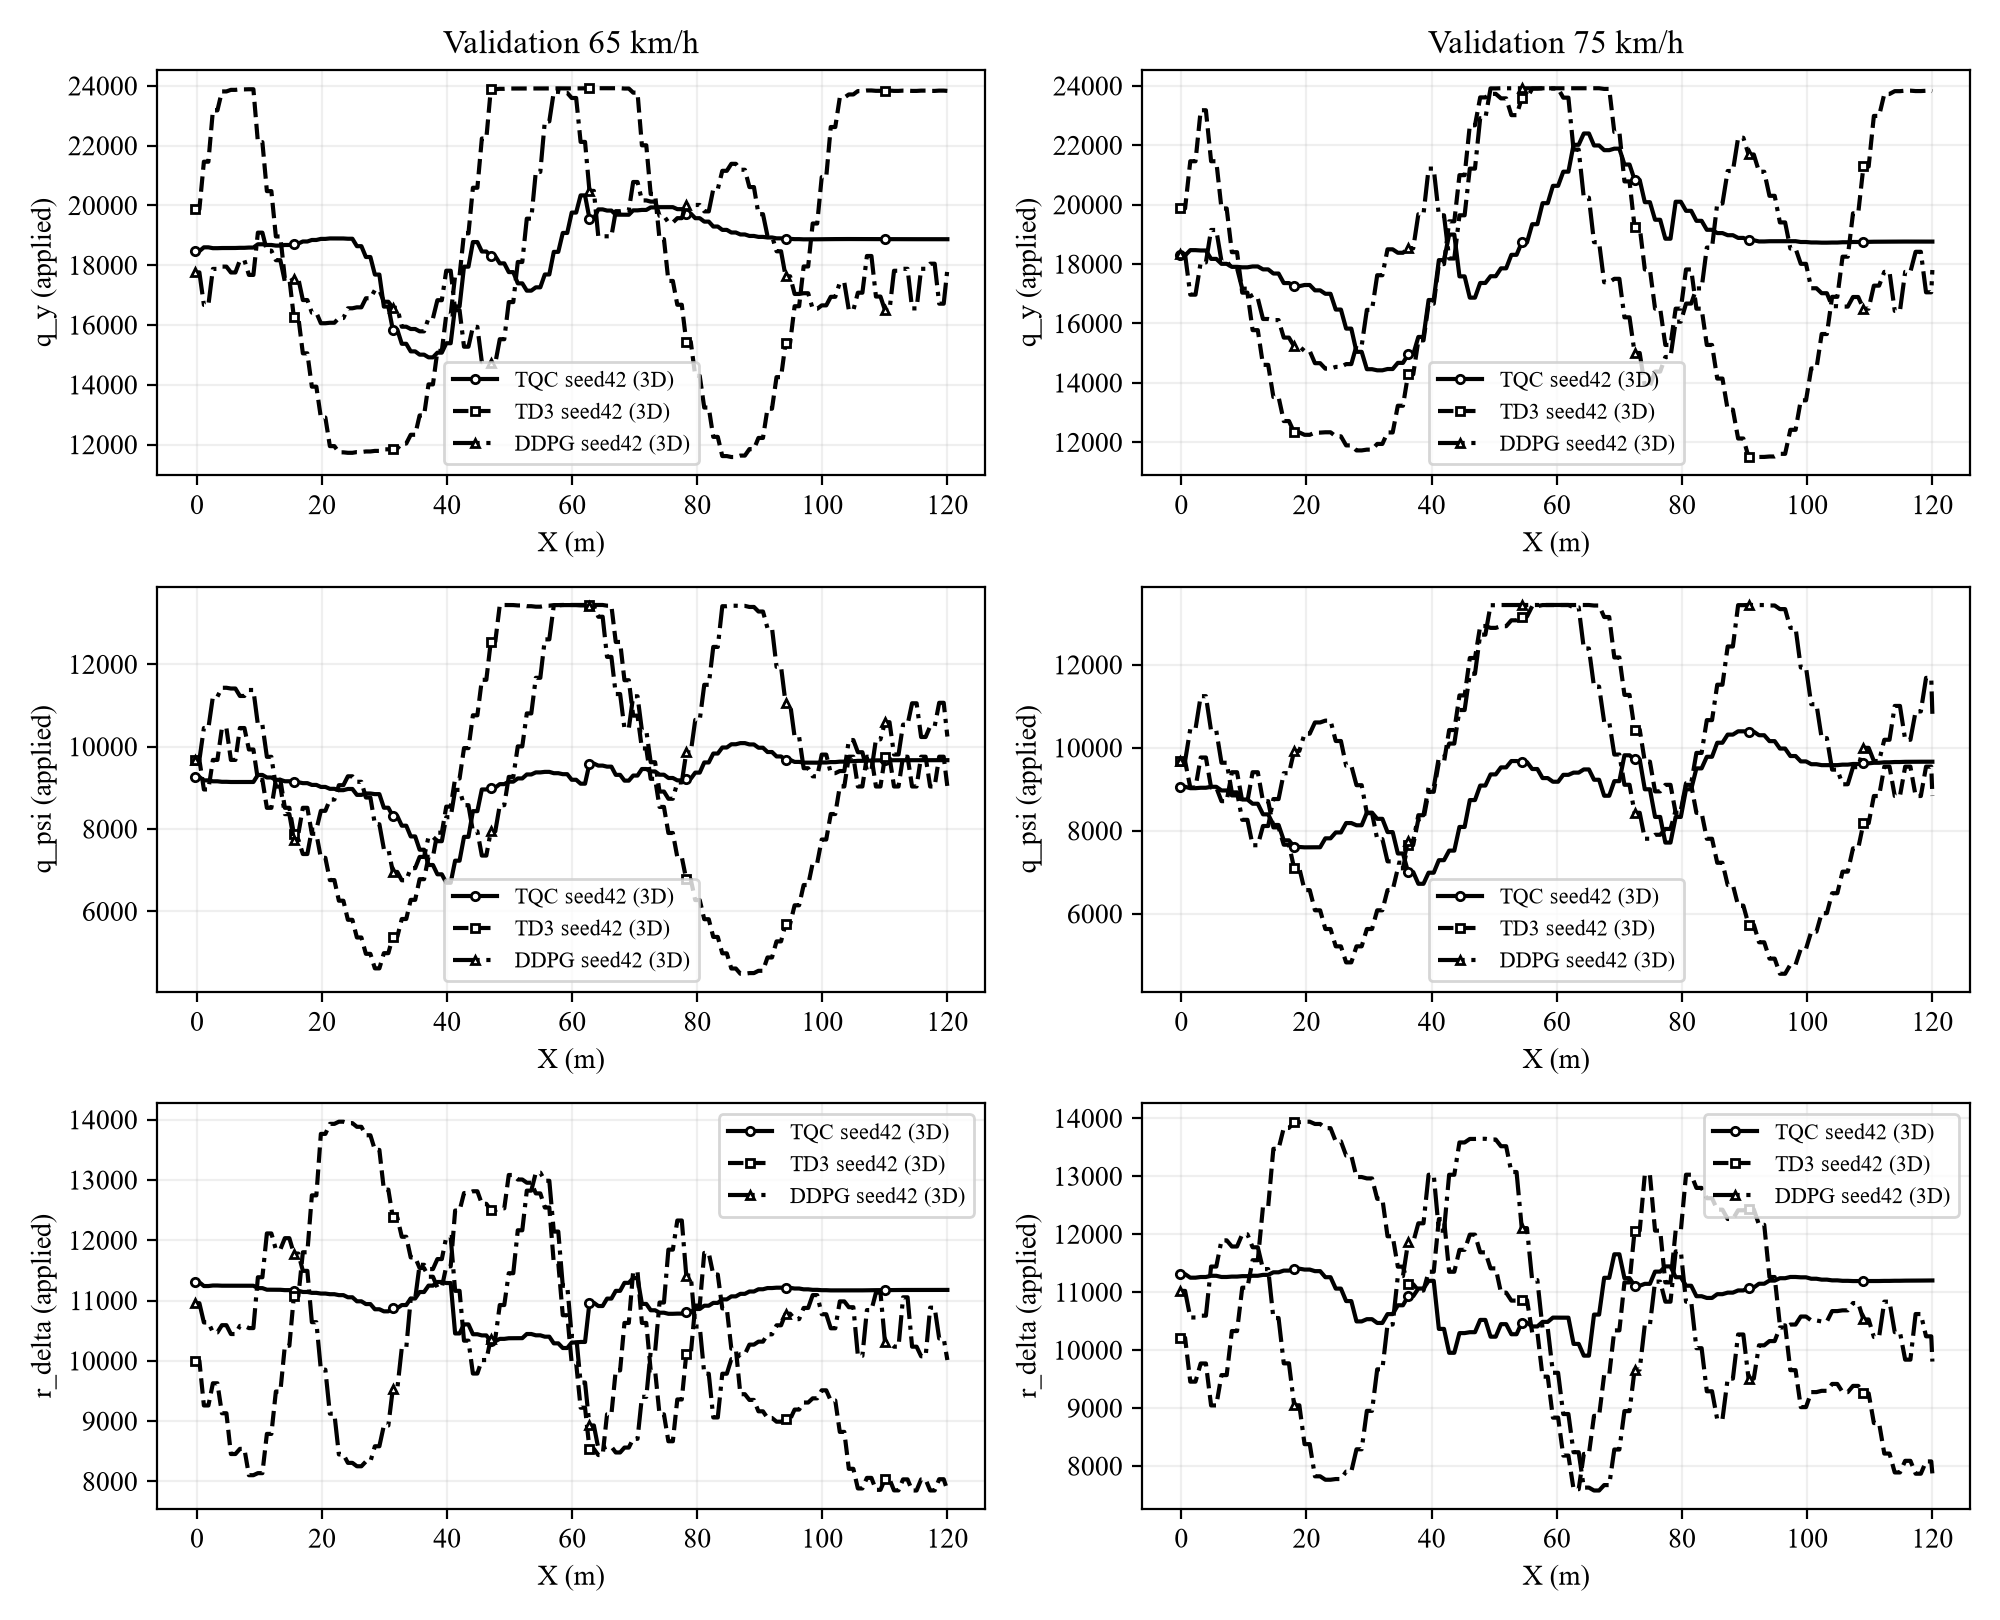 Validation 65 km/h
q_y (applied)
24000
22000
20000
18000
16000
14000
12000
TQC seed42 (3D)
TD3 seed42 (3D)
DDPG seed42 (3D)
0 20 40 60 80 100 120
X (m)
Validation 75 km/h
q_y (applied)
24000
22000
20000
18000
16000
14000
12000
TQC seed42 (3D)
TD3 seed42 (3D)
DDPG seed42 (3D)
0 20 40 60 80 100 120
X (m)
q_psi (applied)
12000
10000
8000
6000
TQC seed42 (3D)
TD3 seed42 (3D)
DDPG seed42 (3D)
0 20 40 60 80 100 120
X (m)
q_psi (applied)
12000
10000
8000
6000
TQC seed42 (3D)
TD3 seed42 (3D)
DDPG seed42 (3D)
0 20 40 60 80 100 120
X (m)
r_delta (applied)
14000
13000
12000
11000
10000
9000
8000
TQC seed42 (3D)
TD3 seed42 (3D)
DDPG seed42 (3D)
0 20 40 60 80 100 120
X (m)
r_delta (applied)
14000
13000
12000
11000
10000
9000
8000
TQC seed42 (3D)
TD3 seed42 (3D)
DDPG seed42 (3D)
0 20 40 60 80 100 120
X (m)